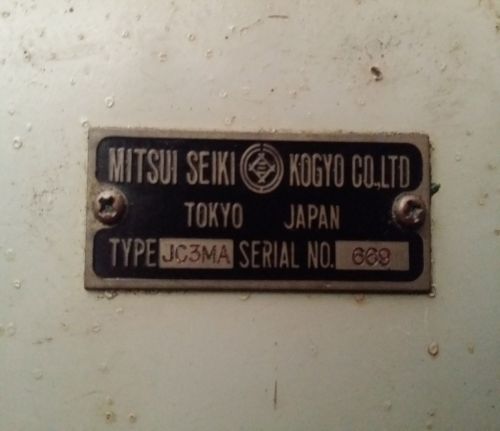 MITSUI SEIKI KOGYO CO.,LTD
TOKYO JAPAN
TYPE JC3MA SERIAL NO. 669